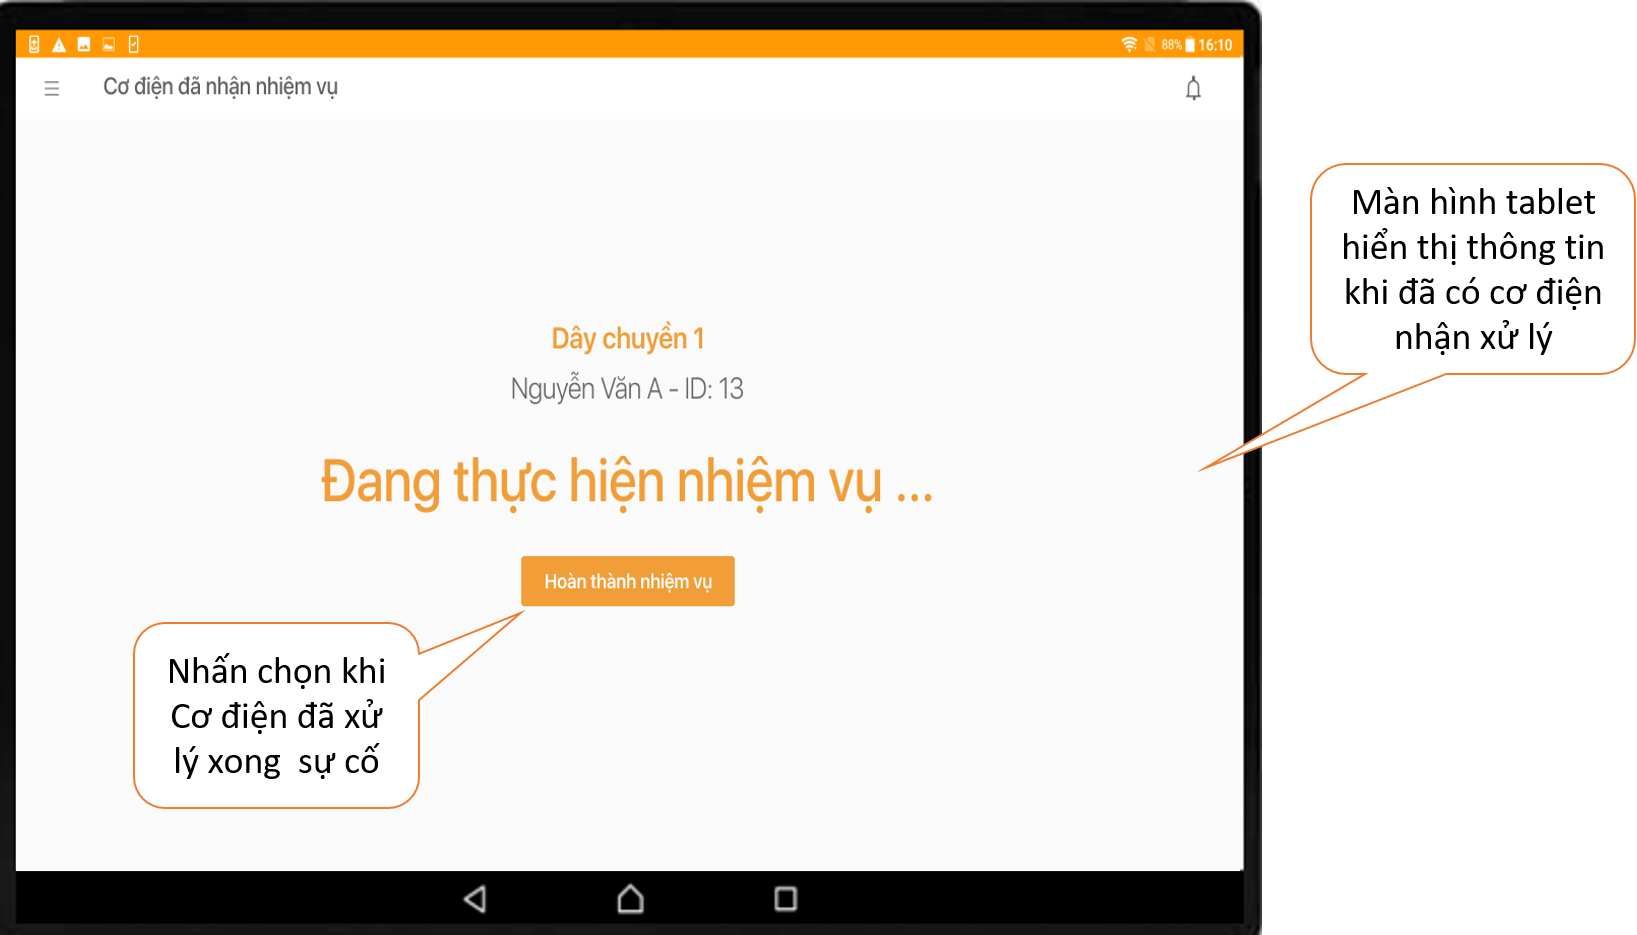 88% 16:10
Cơ điện đã nhận nhiệm vụ
Dây chuyền 1
Nguyễn Văn A - ID: 13
Đang thực hiện nhiệm vụ ...
Hoàn thành nhiệm vụ
Nhấn chọn khi
Cơ điện đã xử
lý xong sự cố
Màn hình tablet
hiển thị thông tin
khi đã có cơ điện
nhận xử lý